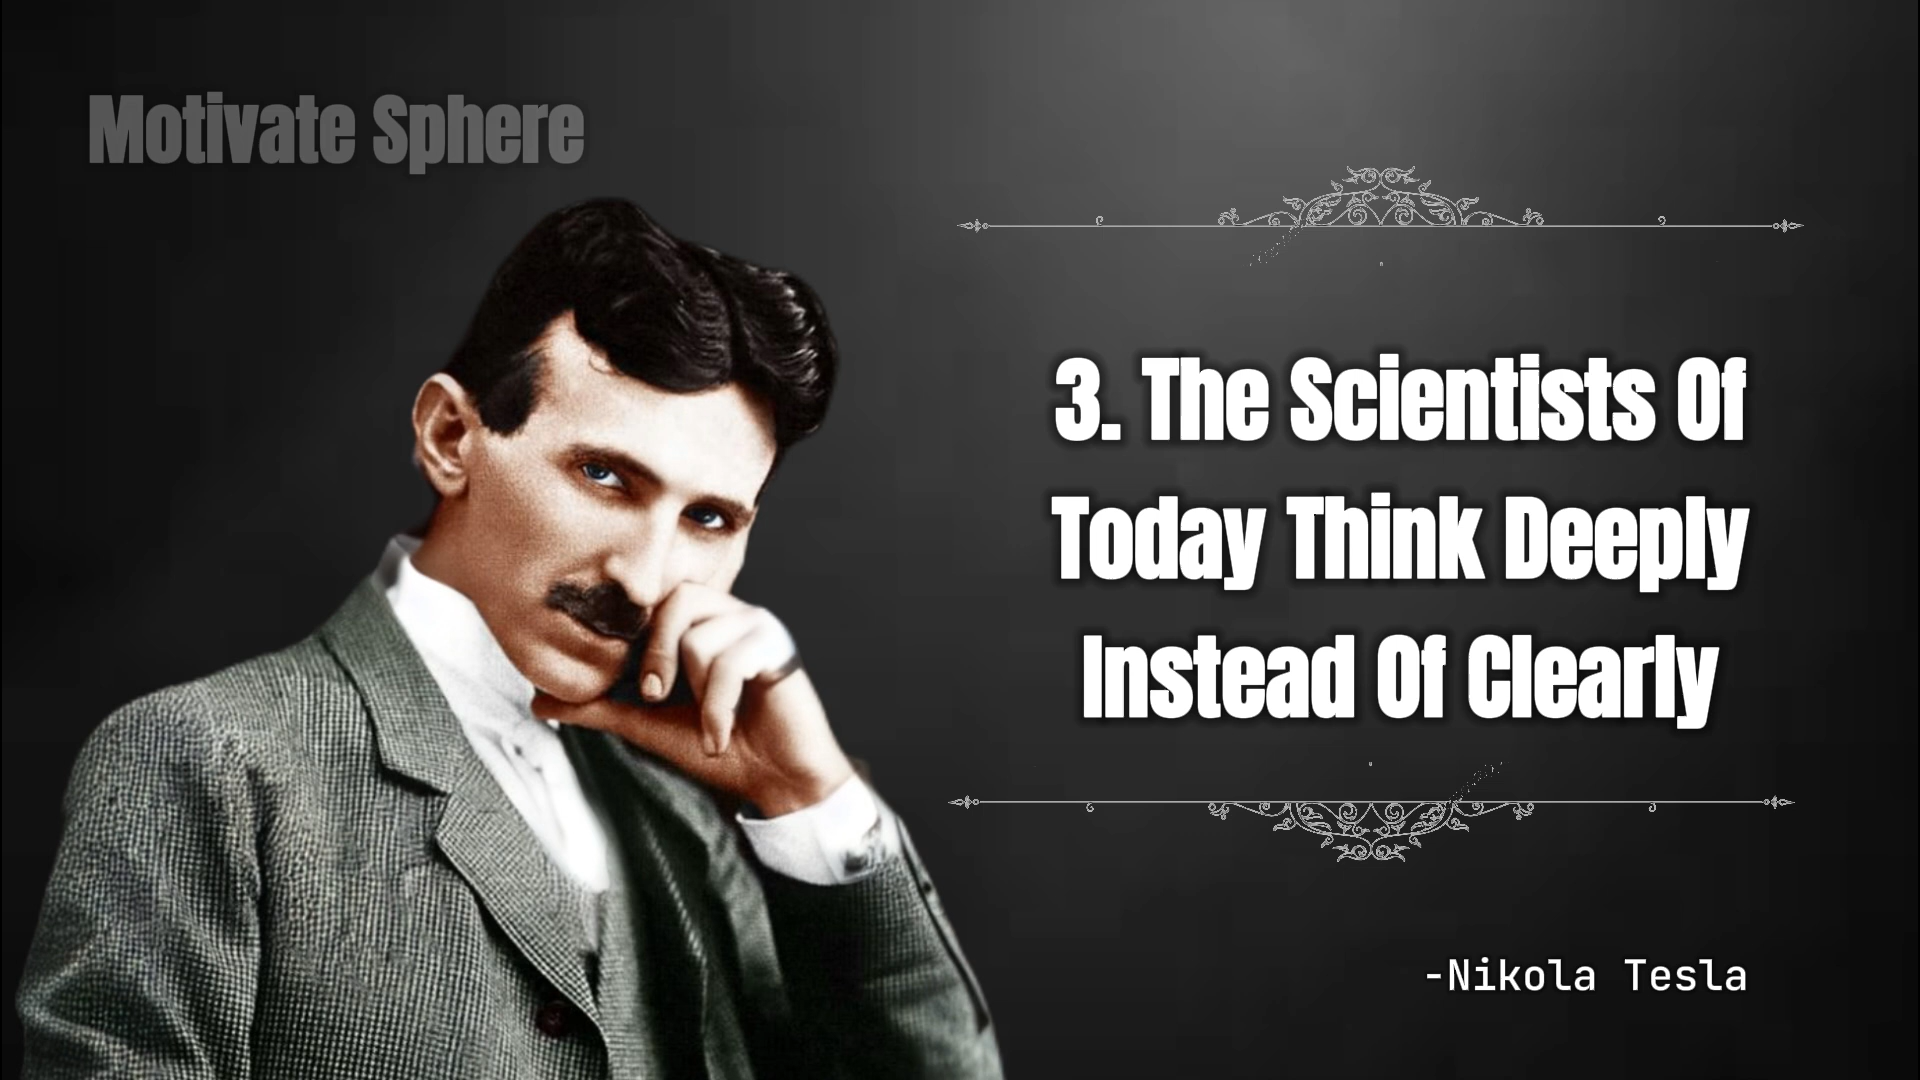 Motivate Sphere
3. The Scientists Of
Today Think Deeply
Instead Of Clearly
-Nikola Tesla